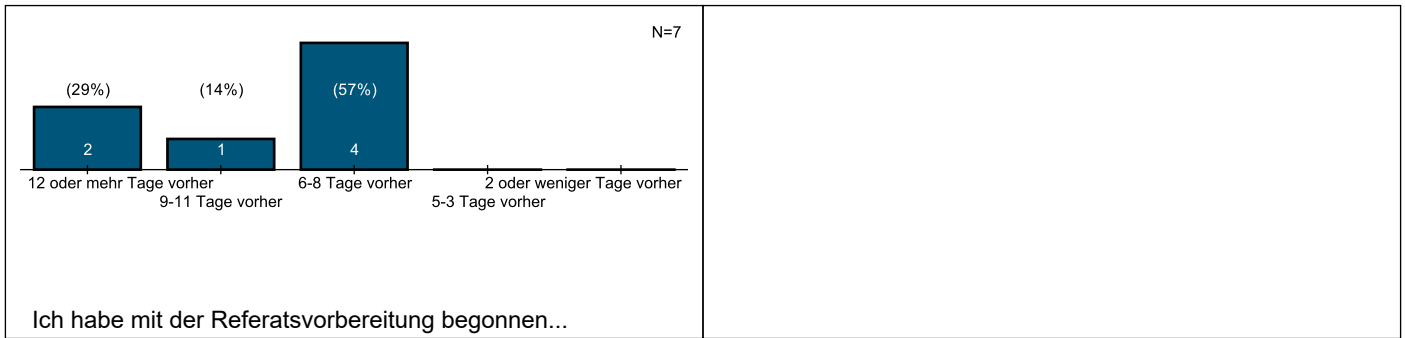 N=7
(29%) (14%) (57%)
2 1 4
12 oder mehr Tage vorher 6-8 Tage vorher 2 oder weniger Tage vorher
9-11 Tage vorher 5-3 Tage vorher
Ich habe mit der Referatsvorbereitung begonnen...